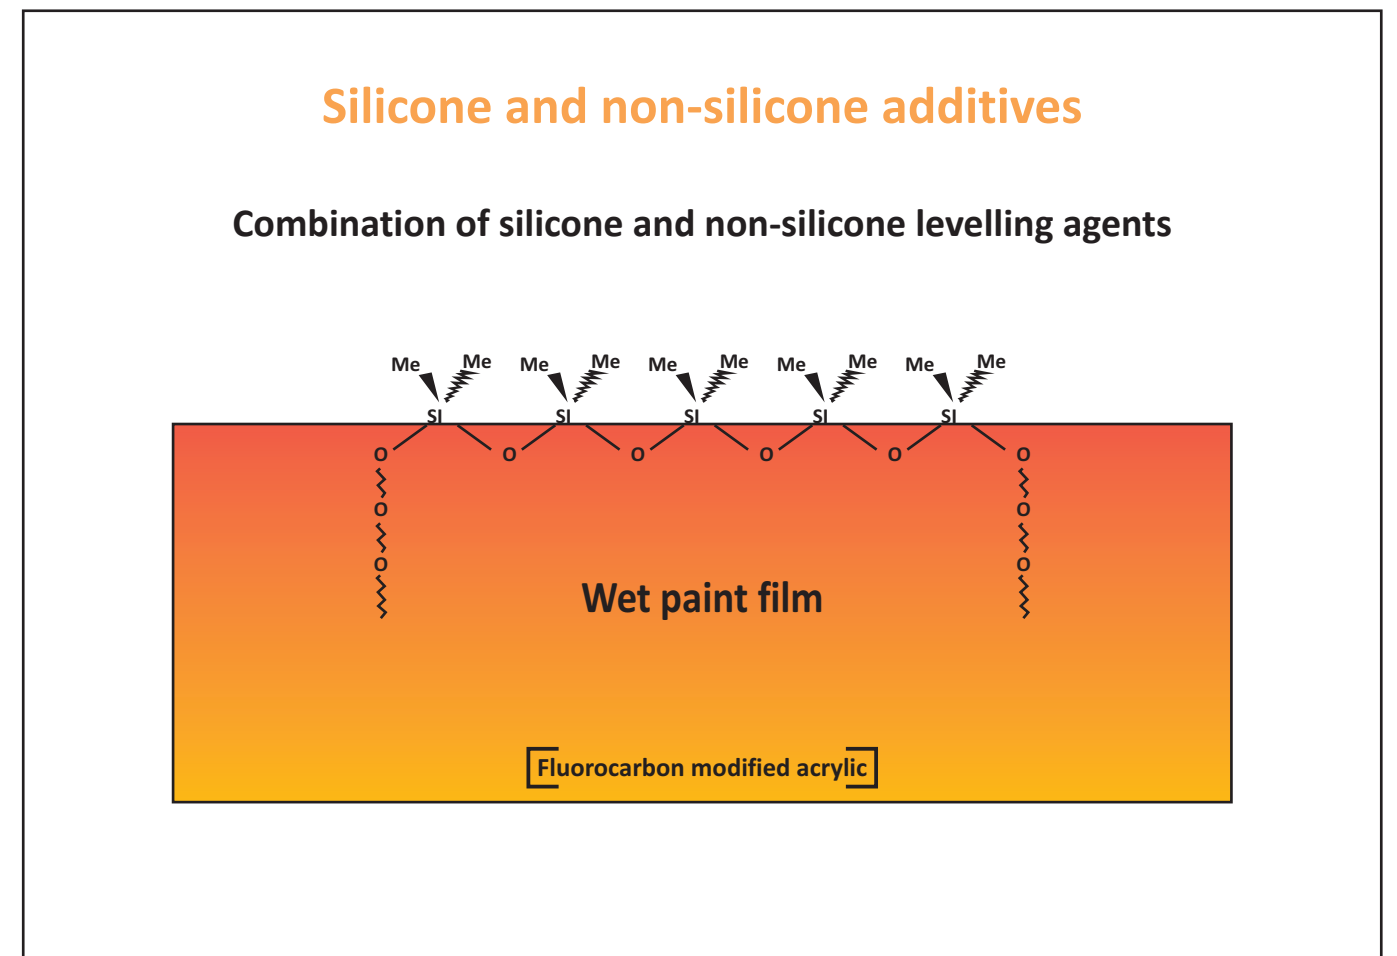 Silicone and non-silicone additives
Combination of silicone and non-silicone levelling agents
Me Me Me Me Me Me Me Me Me Me
SI SI SI SI SI
O O O O O O
O O
O O
Wet paint film
Fluorocarbon modified acrylic